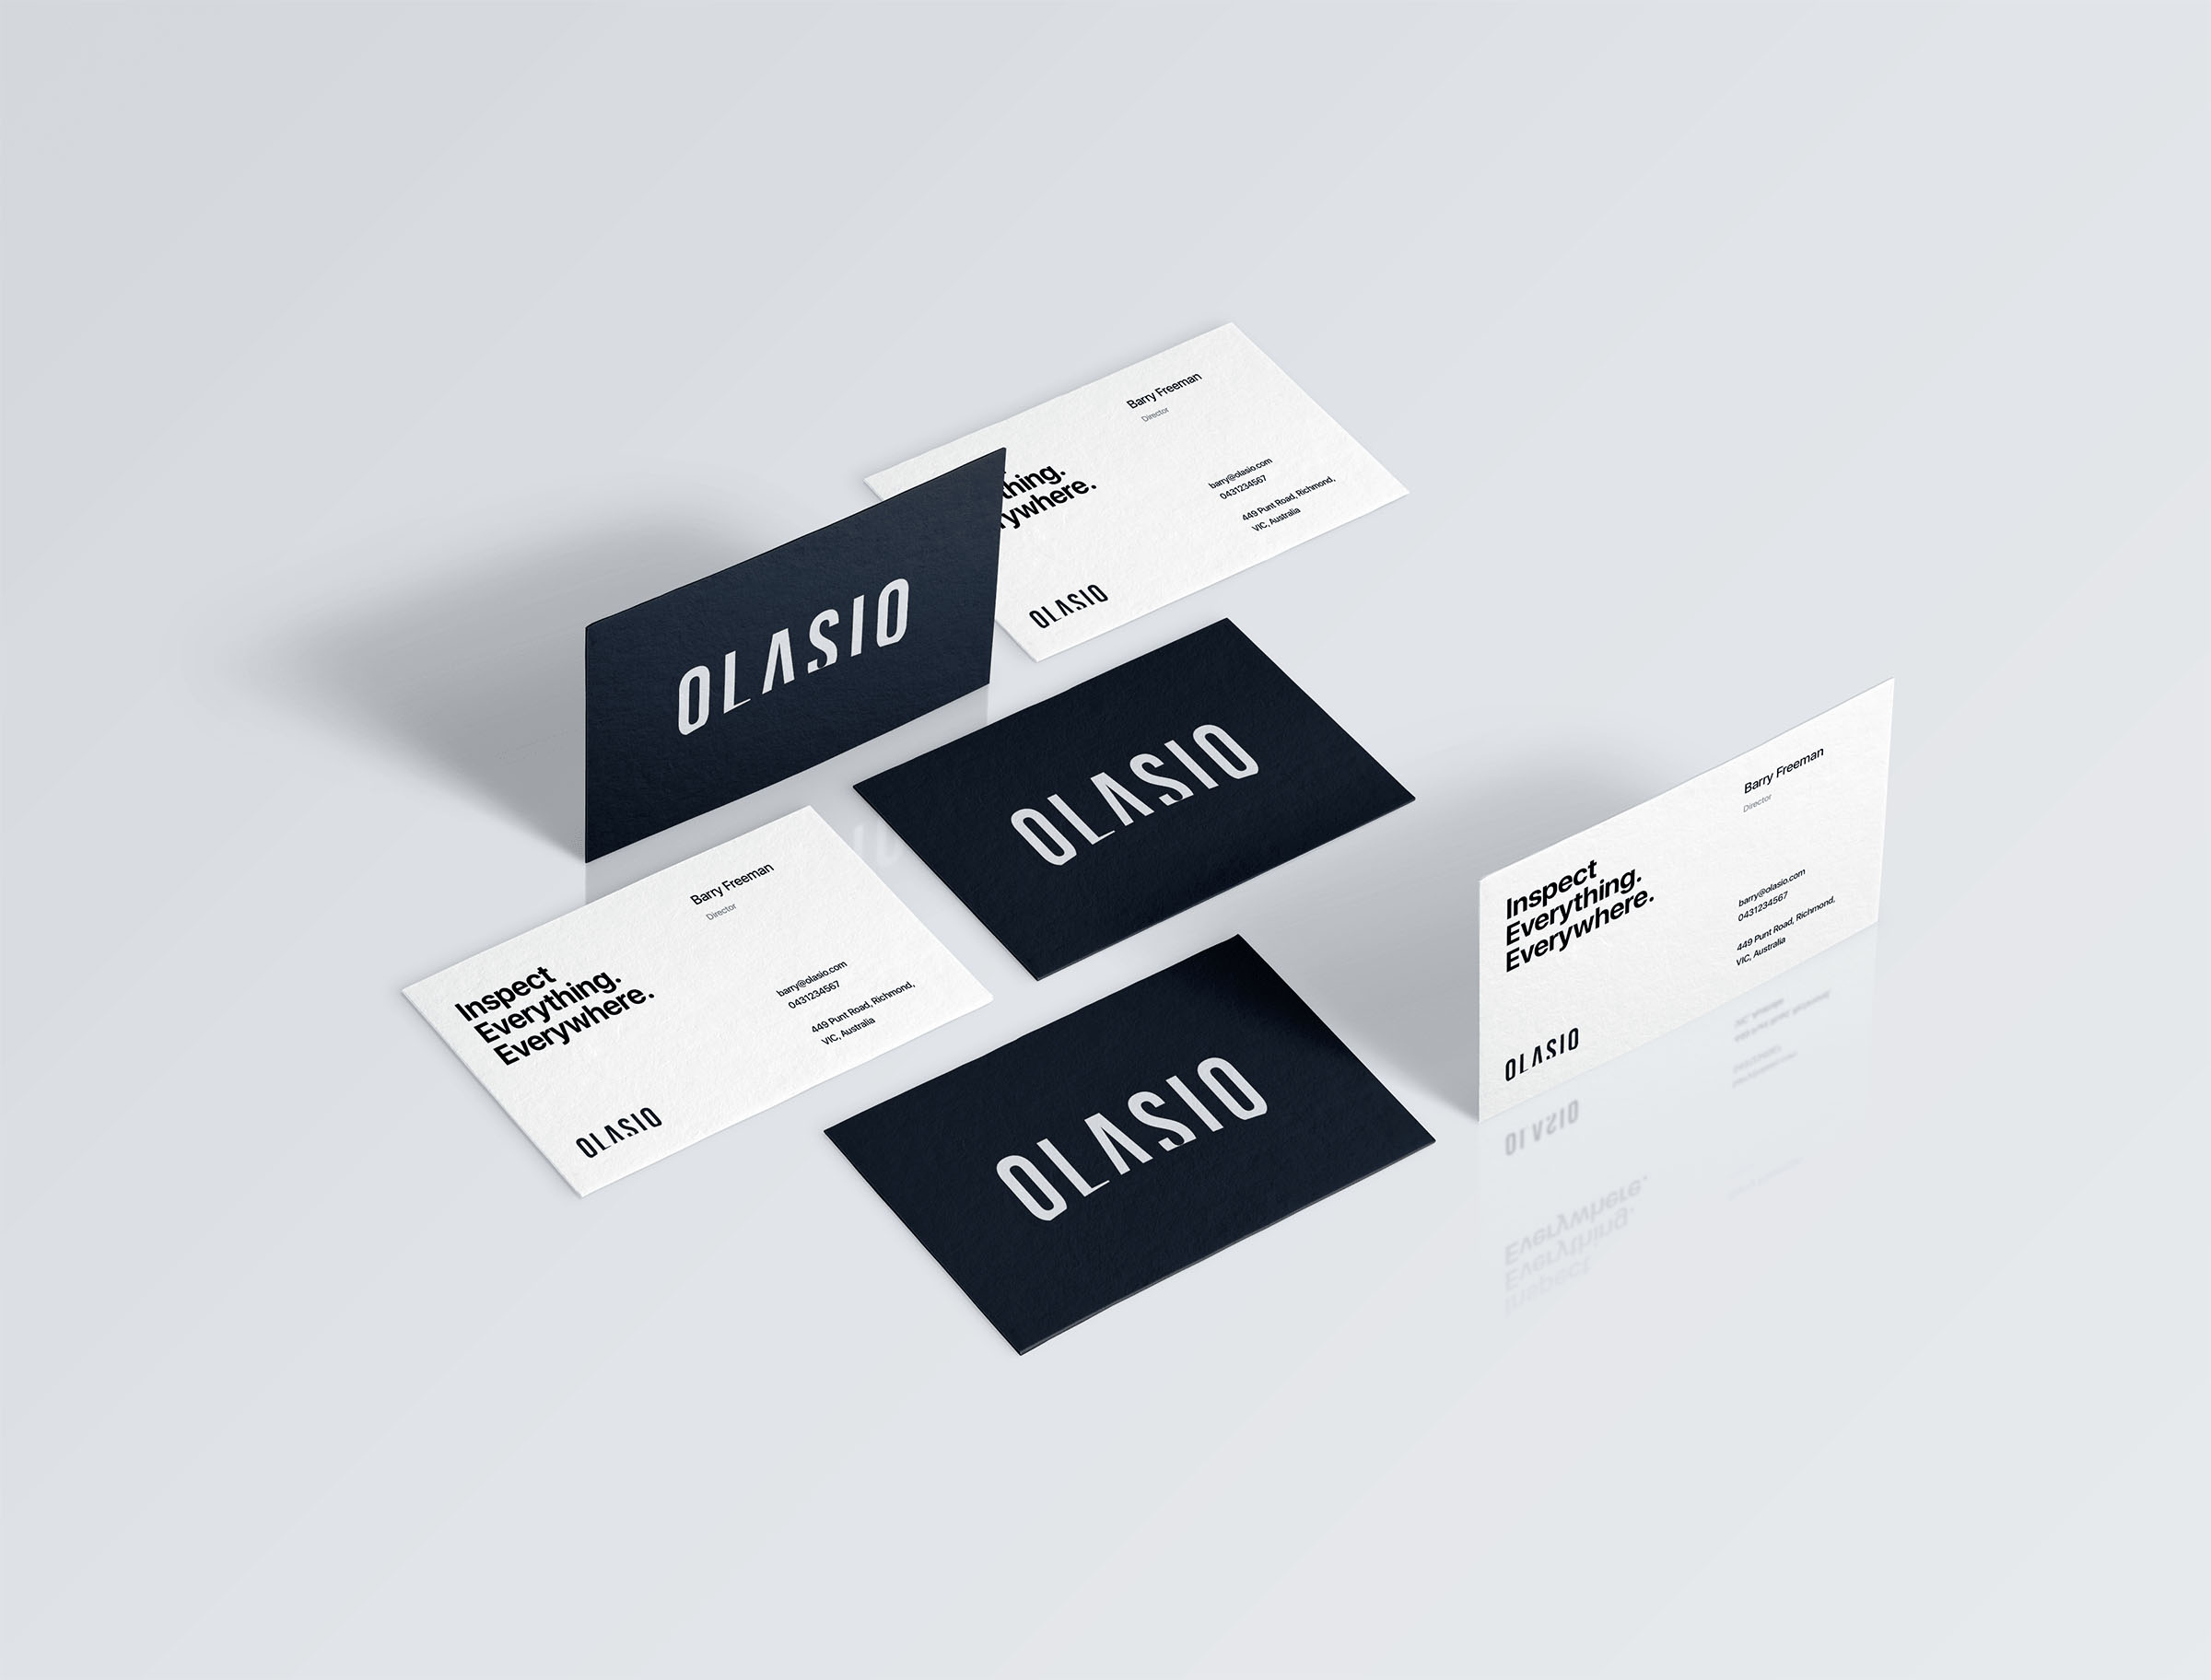 Barry Freeman
Director
thing.
rywhere.
barry@olasio.com
0431234567
449 Punt Road, Richmond,
VIC, Australia
OLASIO
OLASIO
OLASIO
Barry Freeman
Director
Inspect
Everything.
Everywhere.
barry@olasio.com
0431234567
449 Punt Road, Richmond,
VIC, Australia
OLASIO
Barry Freeman
Director
Inspect
Everything.
Everywhere.
barry@olasio.com
0431234567
449 Punt Road, Richmond,
VIC, Australia
OLASIO
OLASIO